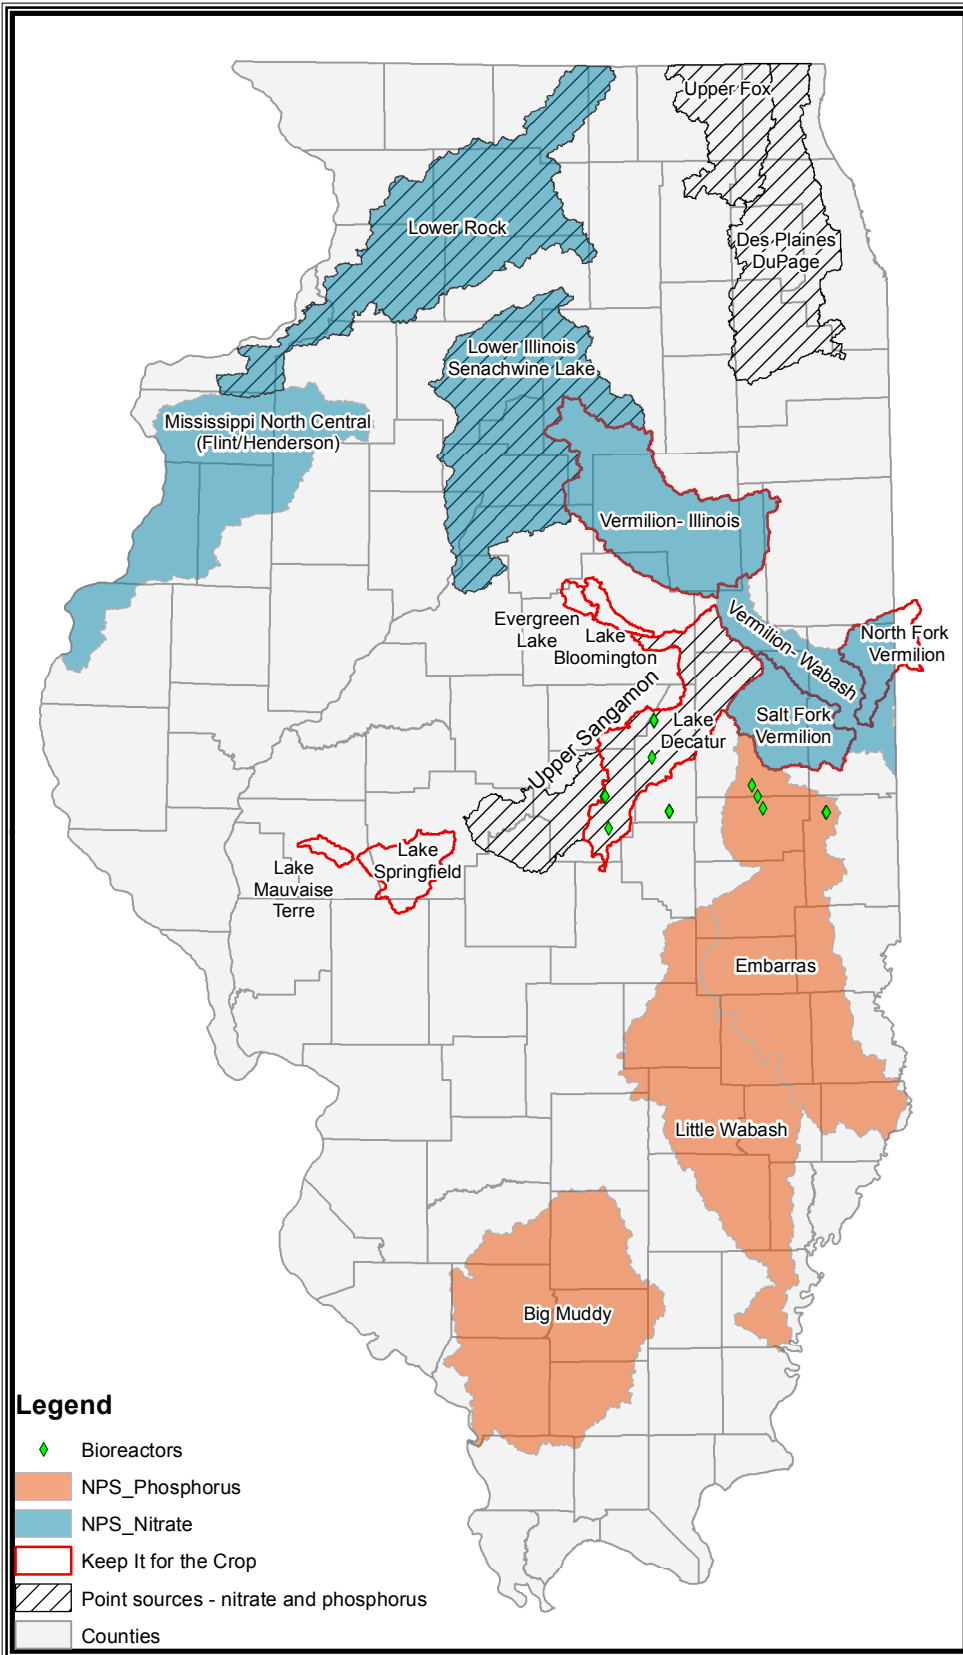 Upper Fox
Lower Rock
Des Plaines
DuPage
Lower Illinois
Senachwine Lake
Mississippi North Central
(Flint/Henderson)
Vermilion- Illinois
Evergreen
Lake
Lake
Bloomington
Vermilion- Wabash
North Fork
Vermilion
Upper Sangamon
Lake
Decatur
Salt Fork
Vermilion
Lake
Springfield
Lake
Mauvaise
Terre
Embarras
Little Wabash
Big Muddy
Legend
Bioreactors
NPS_Phosphorus
NPS_Nitrate
Keep It for the Crop
Point sources - nitrate and phosphorus
Counties